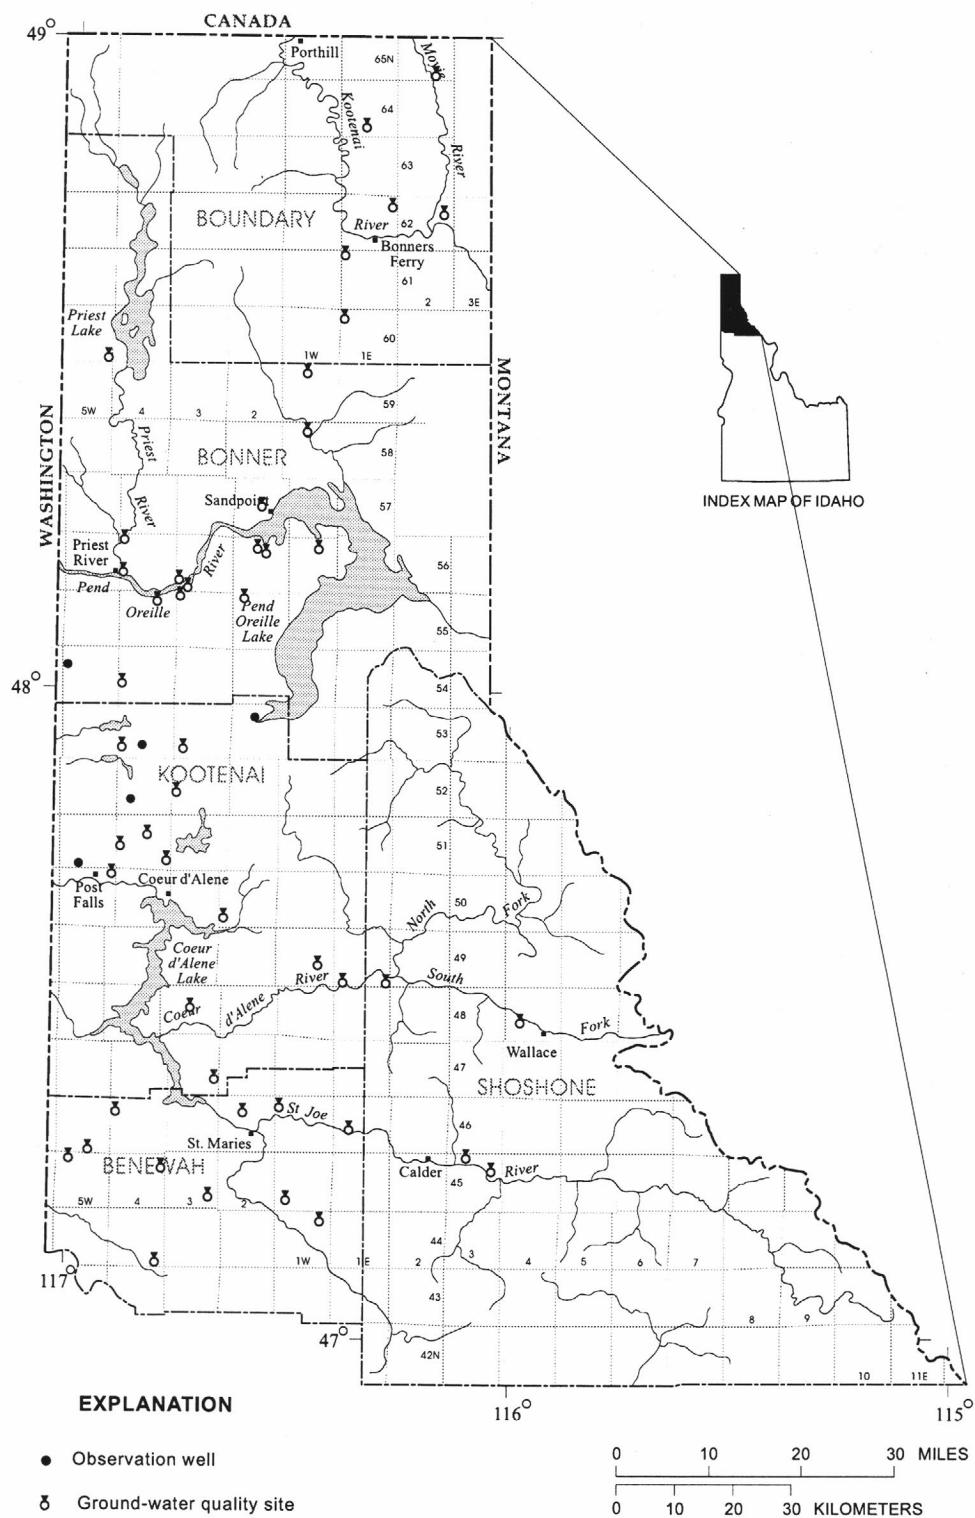 CANADA
49°
Porthill
65N
Moyie
64
Kootenai
63
River
BOUNDARY
River
62
Bonners
Ferry
61
2
3E
Priest
Lake
60
1W
1E
MONTANA
WASHINGTON
5W
4
3
2
59
Priest
BONNER
58
Sandpoint
57
River
Priest
River
River
56
Pend
Oreille
Pend
Oreille
Lake
55
48°
54
53
KOOTENAI
52
51
Post
Falls
Coeur d'Alene
50
North
Fork
Coeur
d'Alene
Lake
49
River
South
Coeur
d'Alene
48
Fork
Wallace
47
SHOSHONE
St Joe
46
St. Maries
BENEWAH
Calder
River
45
5W
4
3
2
44
1W
1E
2
3
4
5
6
7
117°
43
8
9
47°
42N
10
11E
116°
115°
INDEX MAP OF IDAHO
EXPLANATION
Observation well
Ground-water quality site
0 10 20 30 MILES
0 10 20 30 KILOMETERS